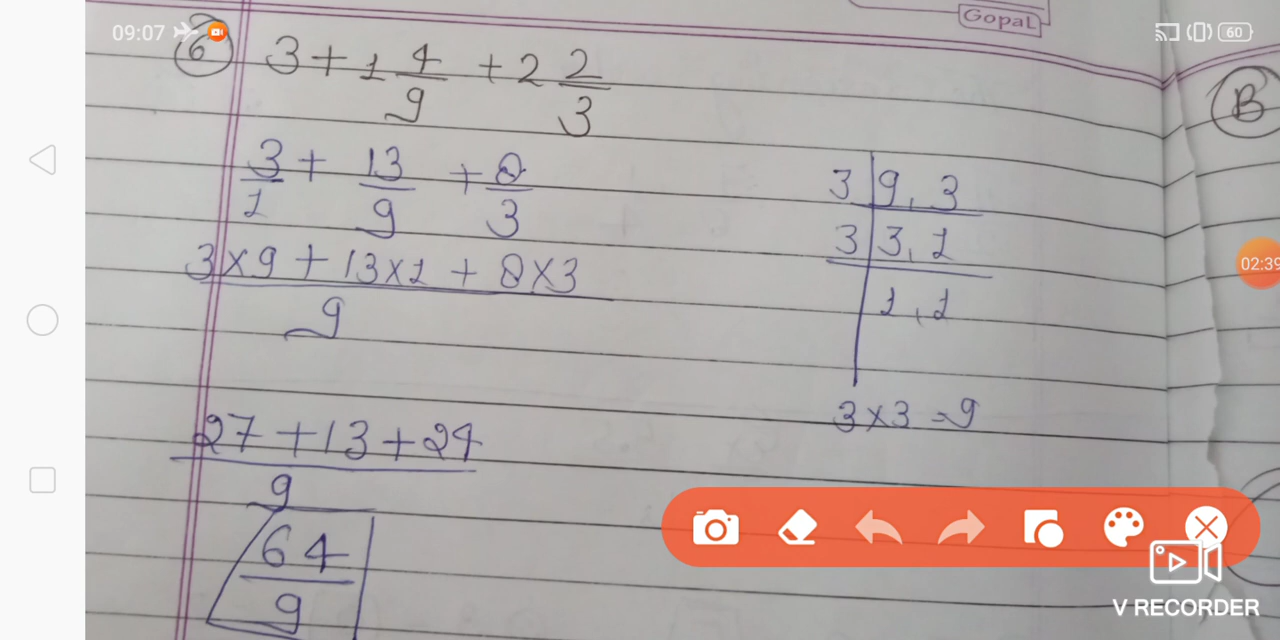 09:07
60
GopaL
6 3 + 1 4/9 + 2 2/3
B
3/1 + 13/9 + 8/3
3×9 + 13×1 + 8×3 / 9
27 + 13 + 24 / 9
64/9
3 | 9, 3
3 | 3, 1
1, 1
3 × 3 = 9
02:39
V RECORDER